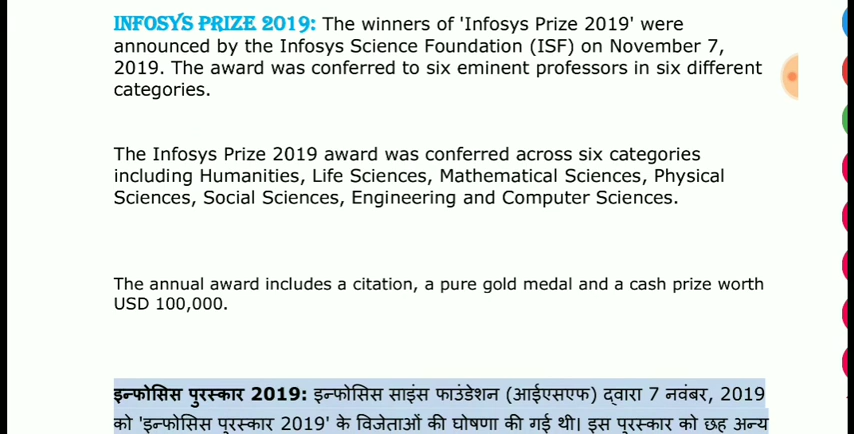 INFOSYS PRIZE 2019: The winners of 'Infosys Prize 2019' were
announced by the Infosys Science Foundation (ISF) on November 7,
2019. The award was conferred to six eminent professors in six different
categories.
The Infosys Prize 2019 award was conferred across six categories
including Humanities, Life Sciences, Mathematical Sciences, Physical
Sciences, Social Sciences, Engineering and Computer Sciences.
The annual award includes a citation, a pure gold medal and a cash prize worth
USD 100,000.
इन्फोसिस पुरस्कार 2019: इन्फोसिस साइंस फाउंडेशन (आईएसएफ) द्वारा 7 नवंबर, 2019
को 'इन्फोसिस पुरस्कार 2019' के विजेताओं की घोषणा की गई थी। इस पुरस्कार को छह अन्य